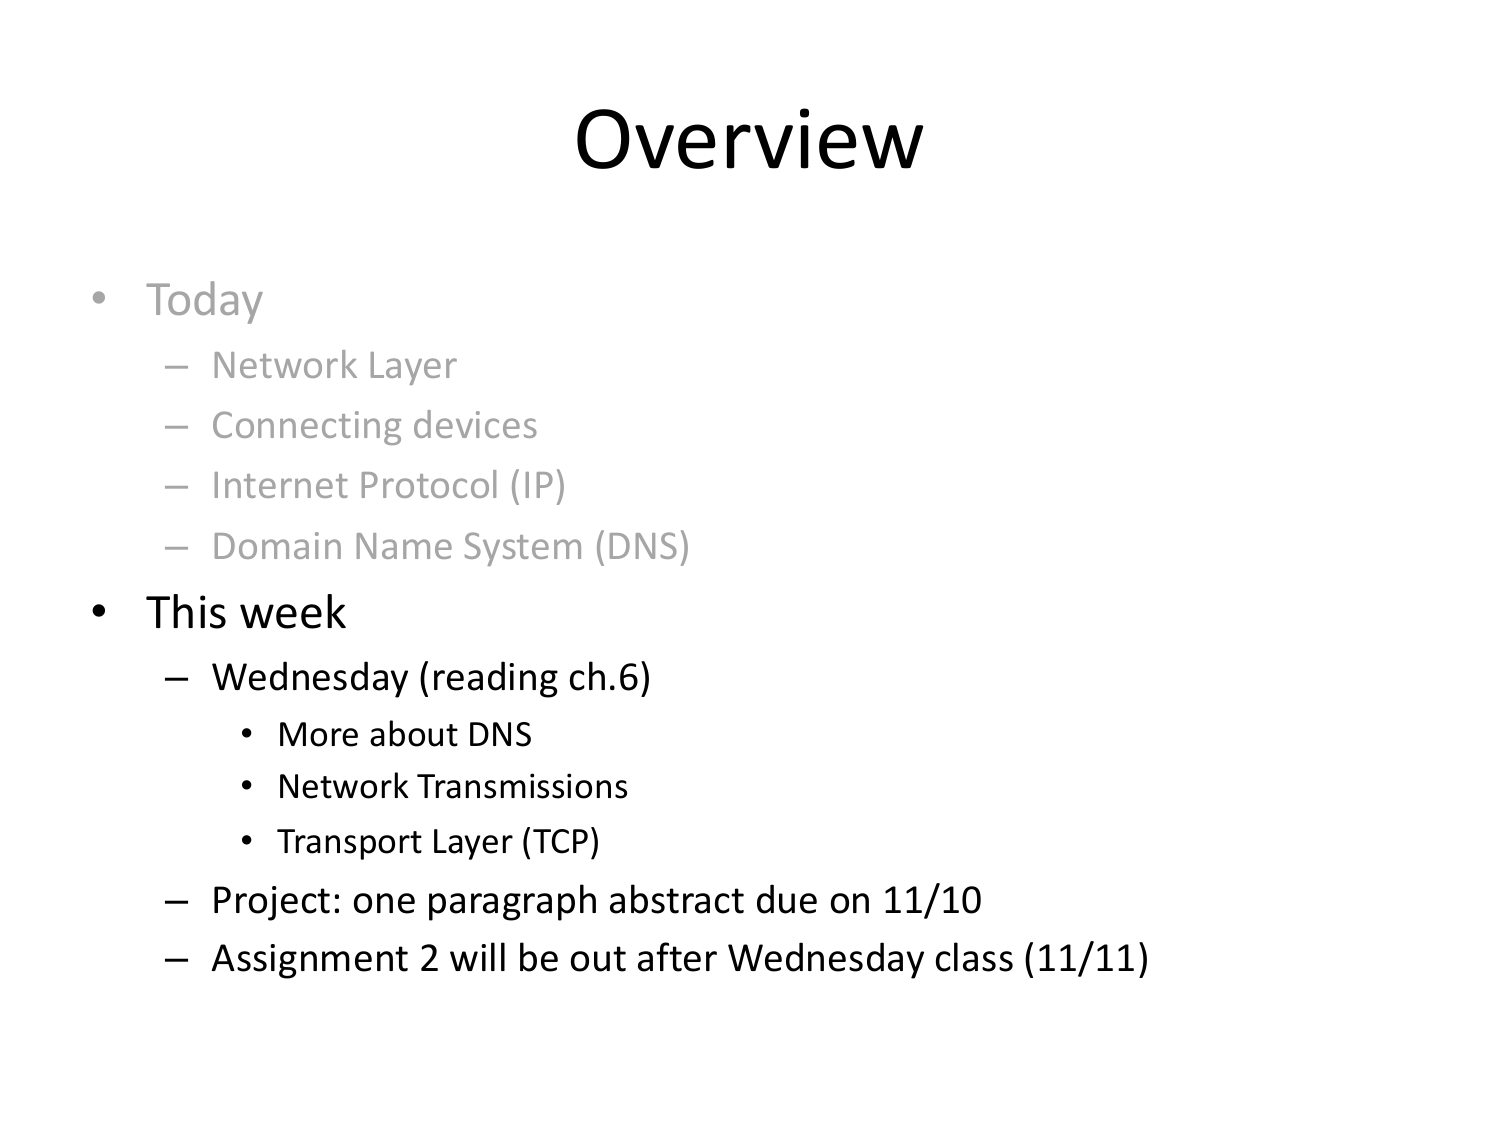 Overview
• Today
– Network Layer
– Connecting devices
– Internet Protocol (IP)
– Domain Name System (DNS)
• This week
– Wednesday (reading ch.6)
• More about DNS
• Network Transmissions
• Transport Layer (TCP)
– Project: one paragraph abstract due on 11/10
– Assignment 2 will be out after Wednesday class (11/11)